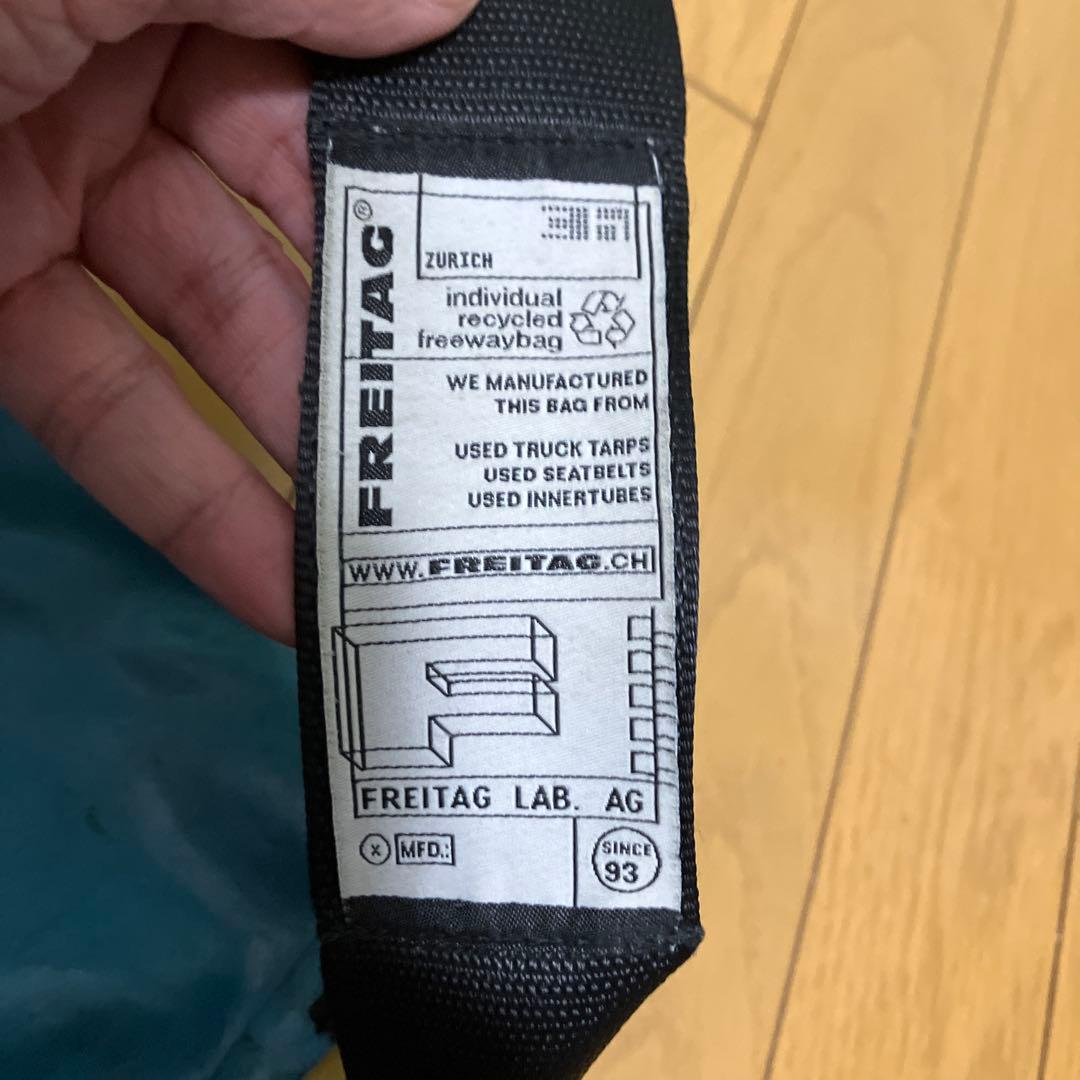 FREITAG®
ZURICH
individual
recycled
freewaybag
WE MANUFACTURED
THIS BAG FROM
USED TRUCK TARPS
USED SEATBELTS
USED INNERTUBES
WWW.FREITAG.CH
FREITAG LAB. AG
X MFD.:
SINCE
93